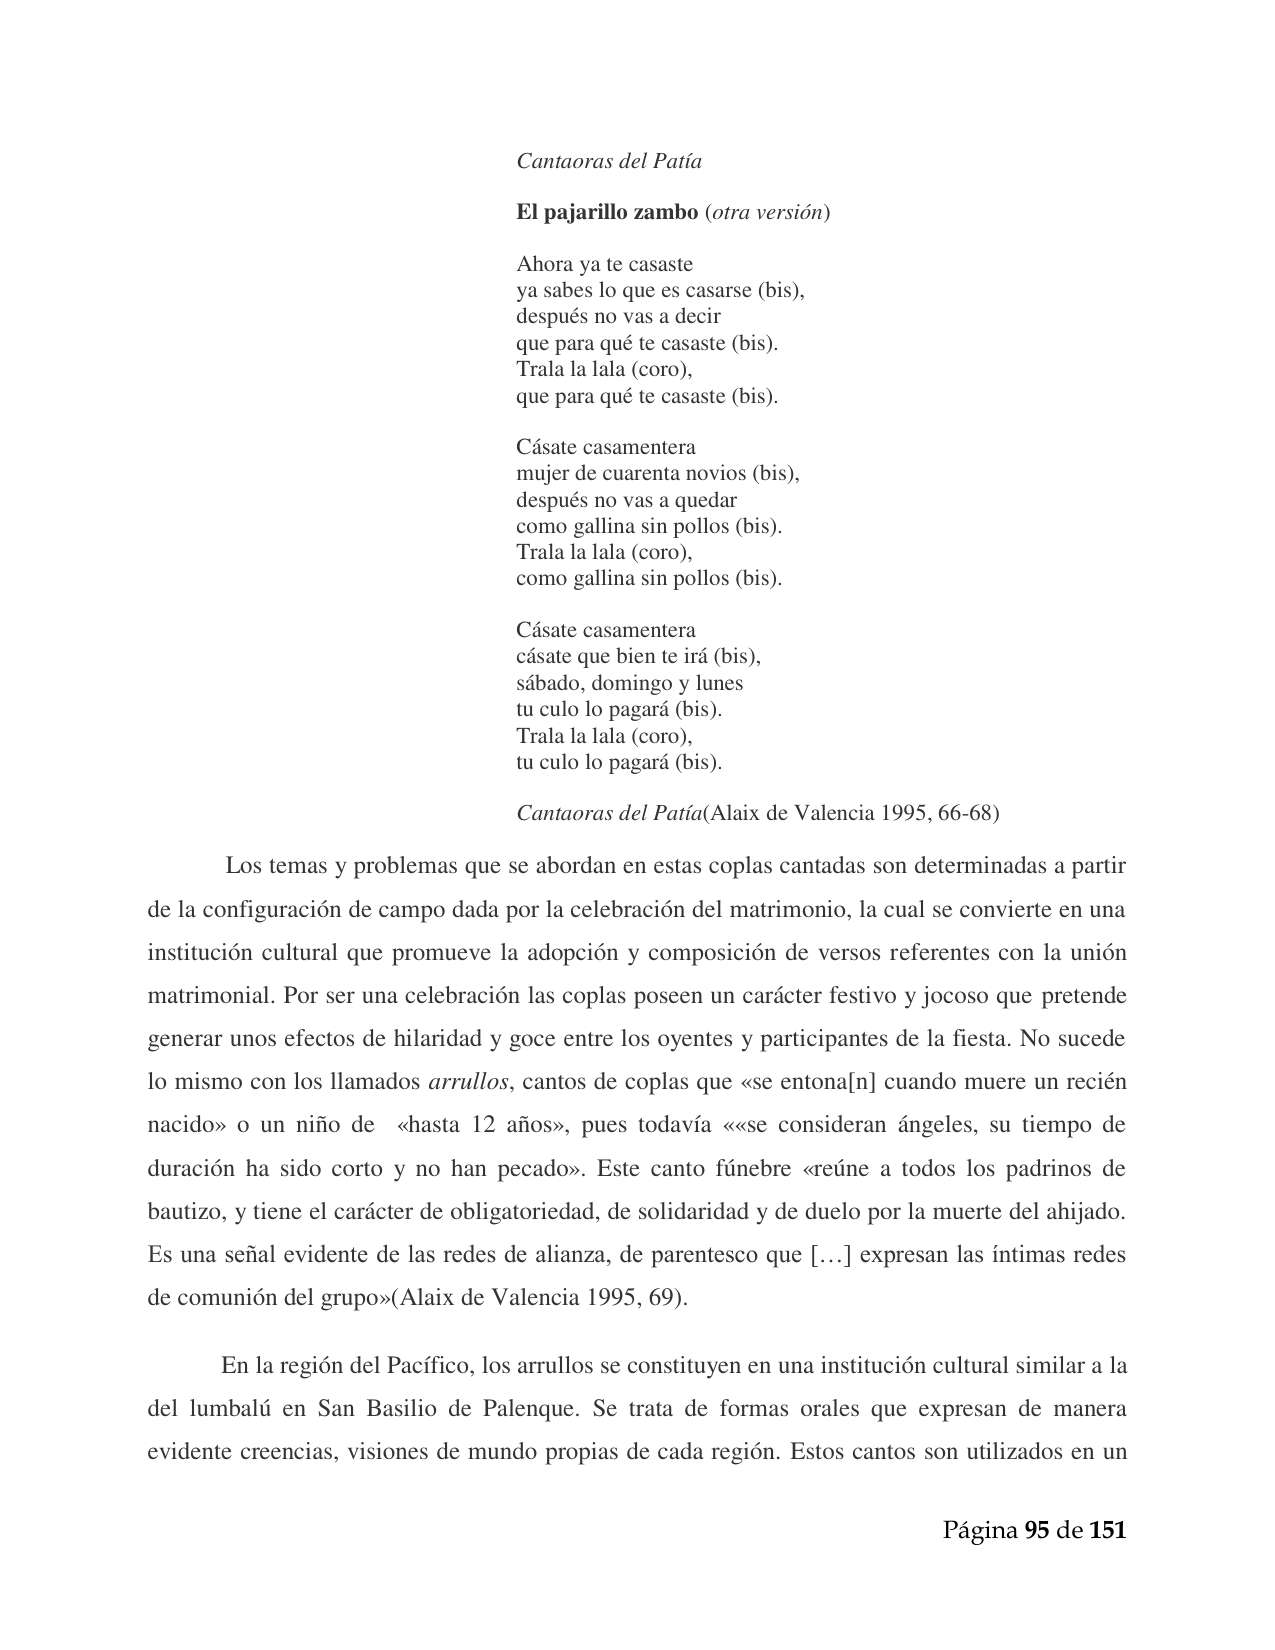 Cantaoras del Patía
El pajarillo zambo (otra versión)
Ahora ya te casaste
ya sabes lo que es casarse (bis),
después no vas a decir
que para qué te casaste (bis).
Trala la lala (coro),
que para qué te casaste (bis).
Cásate casamentera
mujer de cuarenta novios (bis),
después no vas a quedar
como gallina sin pollos (bis).
Trala la lala (coro),
como gallina sin pollos (bis).
Cásate casamentera
cásate que bien te irá (bis),
sábado, domingo y lunes
tu culo lo pagará (bis).
Trala la lala (coro),
tu culo lo pagará (bis).
Cantaoras del Patía(Alaix de Valencia 1995, 66-68)
Los temas y problemas que se abordan en estas coplas cantadas son determinadas a partir
de la configuración de campo dada por la celebración del matrimonio, la cual se convierte en una
institución cultural que promueve la adopción y composición de versos referentes con la unión
matrimonial. Por ser una celebración las coplas poseen un carácter festivo y jocoso que pretende
generar unos efectos de hilaridad y goce entre los oyentes y participantes de la fiesta. No sucede
lo mismo con los llamados arrullos, cantos de coplas que «se entona[n] cuando muere un recién
nacido» o un niño de «hasta 12 años», pues todavía ««se consideran ángeles, su tiempo de
duración ha sido corto y no han pecado». Este canto fúnebre «reúne a todos los padrinos de
bautizo, y tiene el carácter de obligatoriedad, de solidaridad y de duelo por la muerte del ahijado.
Es una señal evidente de las redes de alianza, de parentesco que […] expresan las íntimas redes
de comunión del grupo»(Alaix de Valencia 1995, 69).
En la región del Pacífico, los arrullos se constituyen en una institución cultural similar a la
del lumbalú en San Basilio de Palenque. Se trata de formas orales que expresan de manera
evidente creencias, visiones de mundo propias de cada región. Estos cantos son utilizados en un
Página 95 de 151